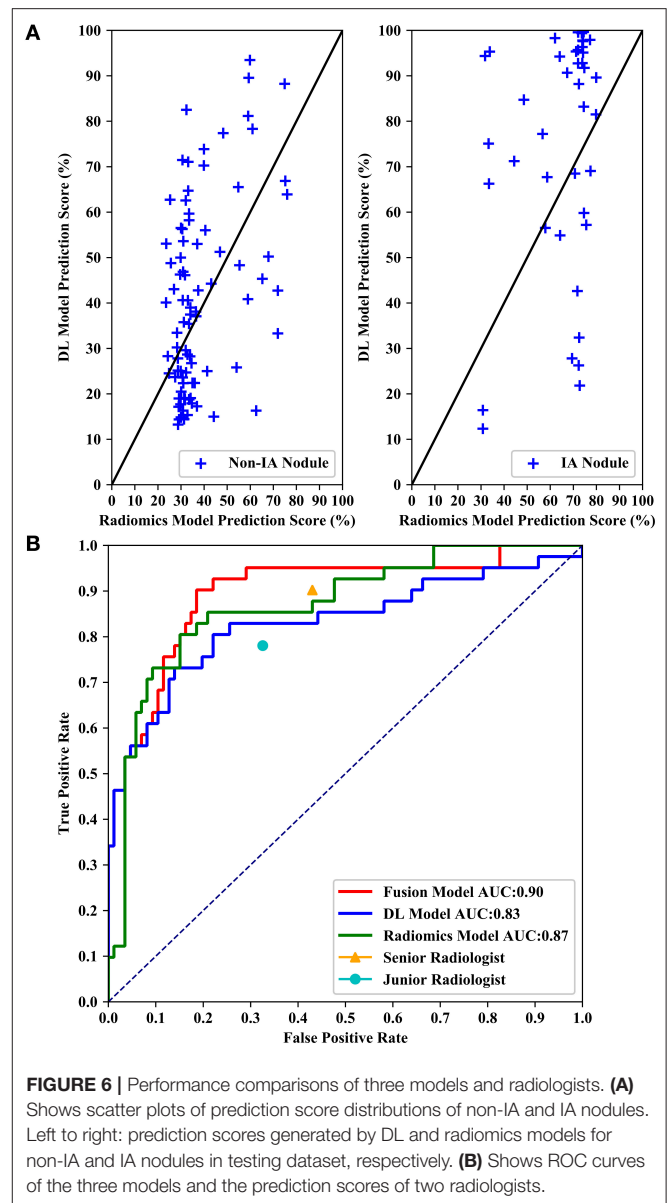 A
DL Model Prediction Score (%)
100
90
80
70
60
50
40
30
20
10
0
Non-IA Nodule
0 10 20 30 40 50 60 70 80 90 100
Radiomics Model Prediction Score (%)
DL Model Prediction Score (%)
100
90
80
70
60
50
40
30
20
10
0
IA Nodule
0 10 20 30 40 50 60 70 80 90 100
Radiomics Model Prediction Score (%)
B
True Positive Rate
1.0
0.9
0.8
0.7
0.6
0.5
0.4
0.3
0.2
0.1
0.0
Fusion Model AUC:0.90
DL Model AUC:0.83
Radiomics Model AUC:0.87
Senior Radiologist
Junior Radiologist
0.0 0.1 0.2 0.3 0.4 0.5 0.6 0.7 0.8 0.9 1.0
False Positive Rate
FIGURE 6 | Performance comparisons of three models and radiologists. (A)
Shows scatter plots of prediction score distributions of non-IA and IA nodules.
Left to right: prediction scores generated by DL and radiomics models for
non-IA and IA nodules in testing dataset, respectively. (B) Shows ROC curves
of the three models and the prediction scores of two radiologists.